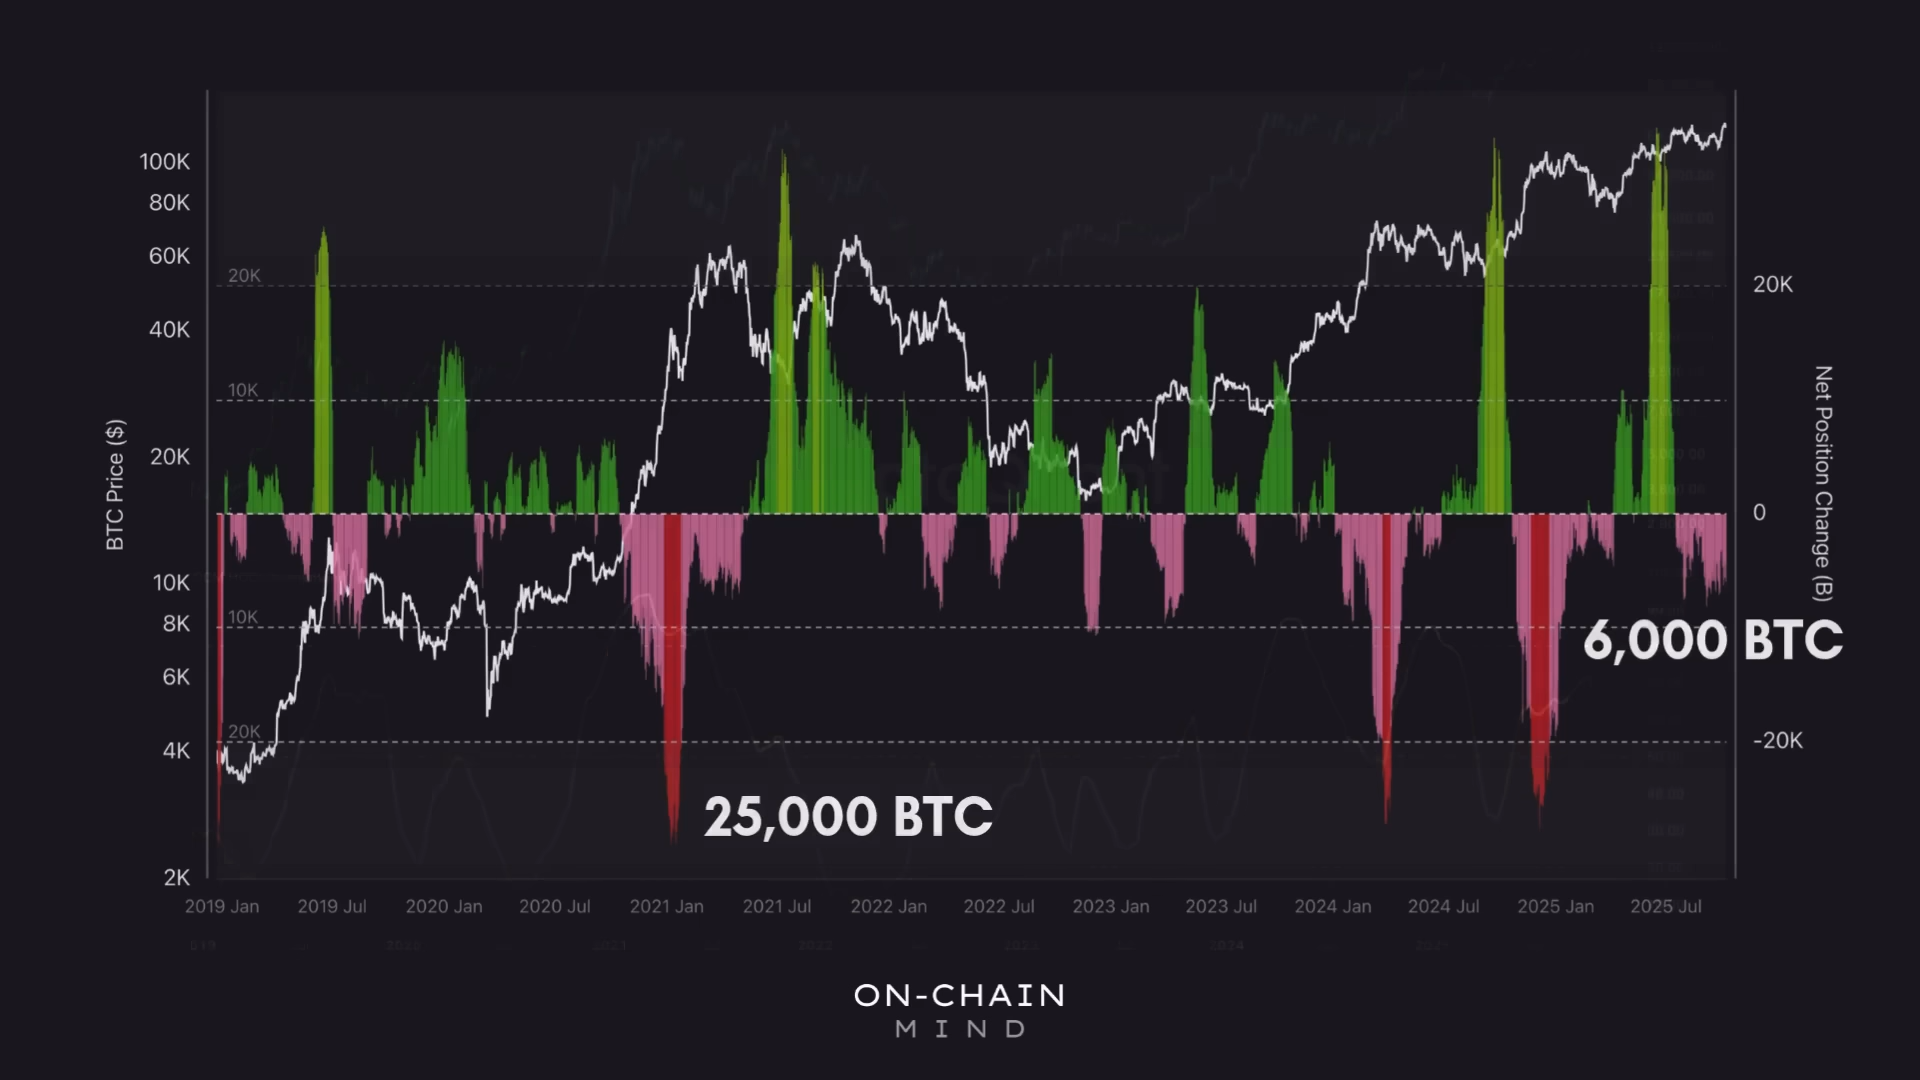 100K
80K
60K
40K
20K
10K
8K
6K
4K
2K
BTC Price ($)
20K
10K
10K
20K
20K
0
-20K
Net Position Change (B)
6,000 BTC
25,000 BTC
2019 Jan
2019 Jul
2020 Jan
2020 Jul
2021 Jan
2021 Jul
2022 Jan
2022 Jul
2023 Jan
2023 Jul
2024 Jan
2024 Jul
2025 Jan
2025 Jul
ON-CHAIN
MIND